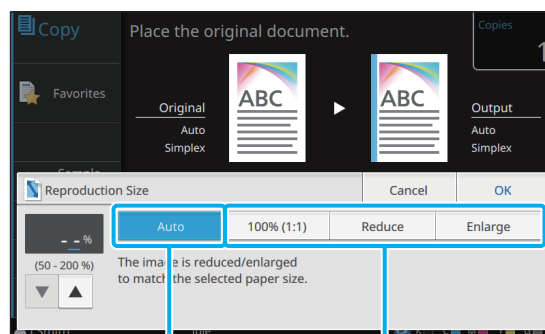 Copy
Place the original document.
Copies
1
Favorites
ABC
ABC
Original
Auto
Simplex
Output
Auto
Simplex
Sample
Reproduction Size
Cancel
OK
- - %
(50 - 200 %)
Auto
100% (1:1)
Reduce
Enlarge
The image is reduced/enlarged
to match the selected paper size.